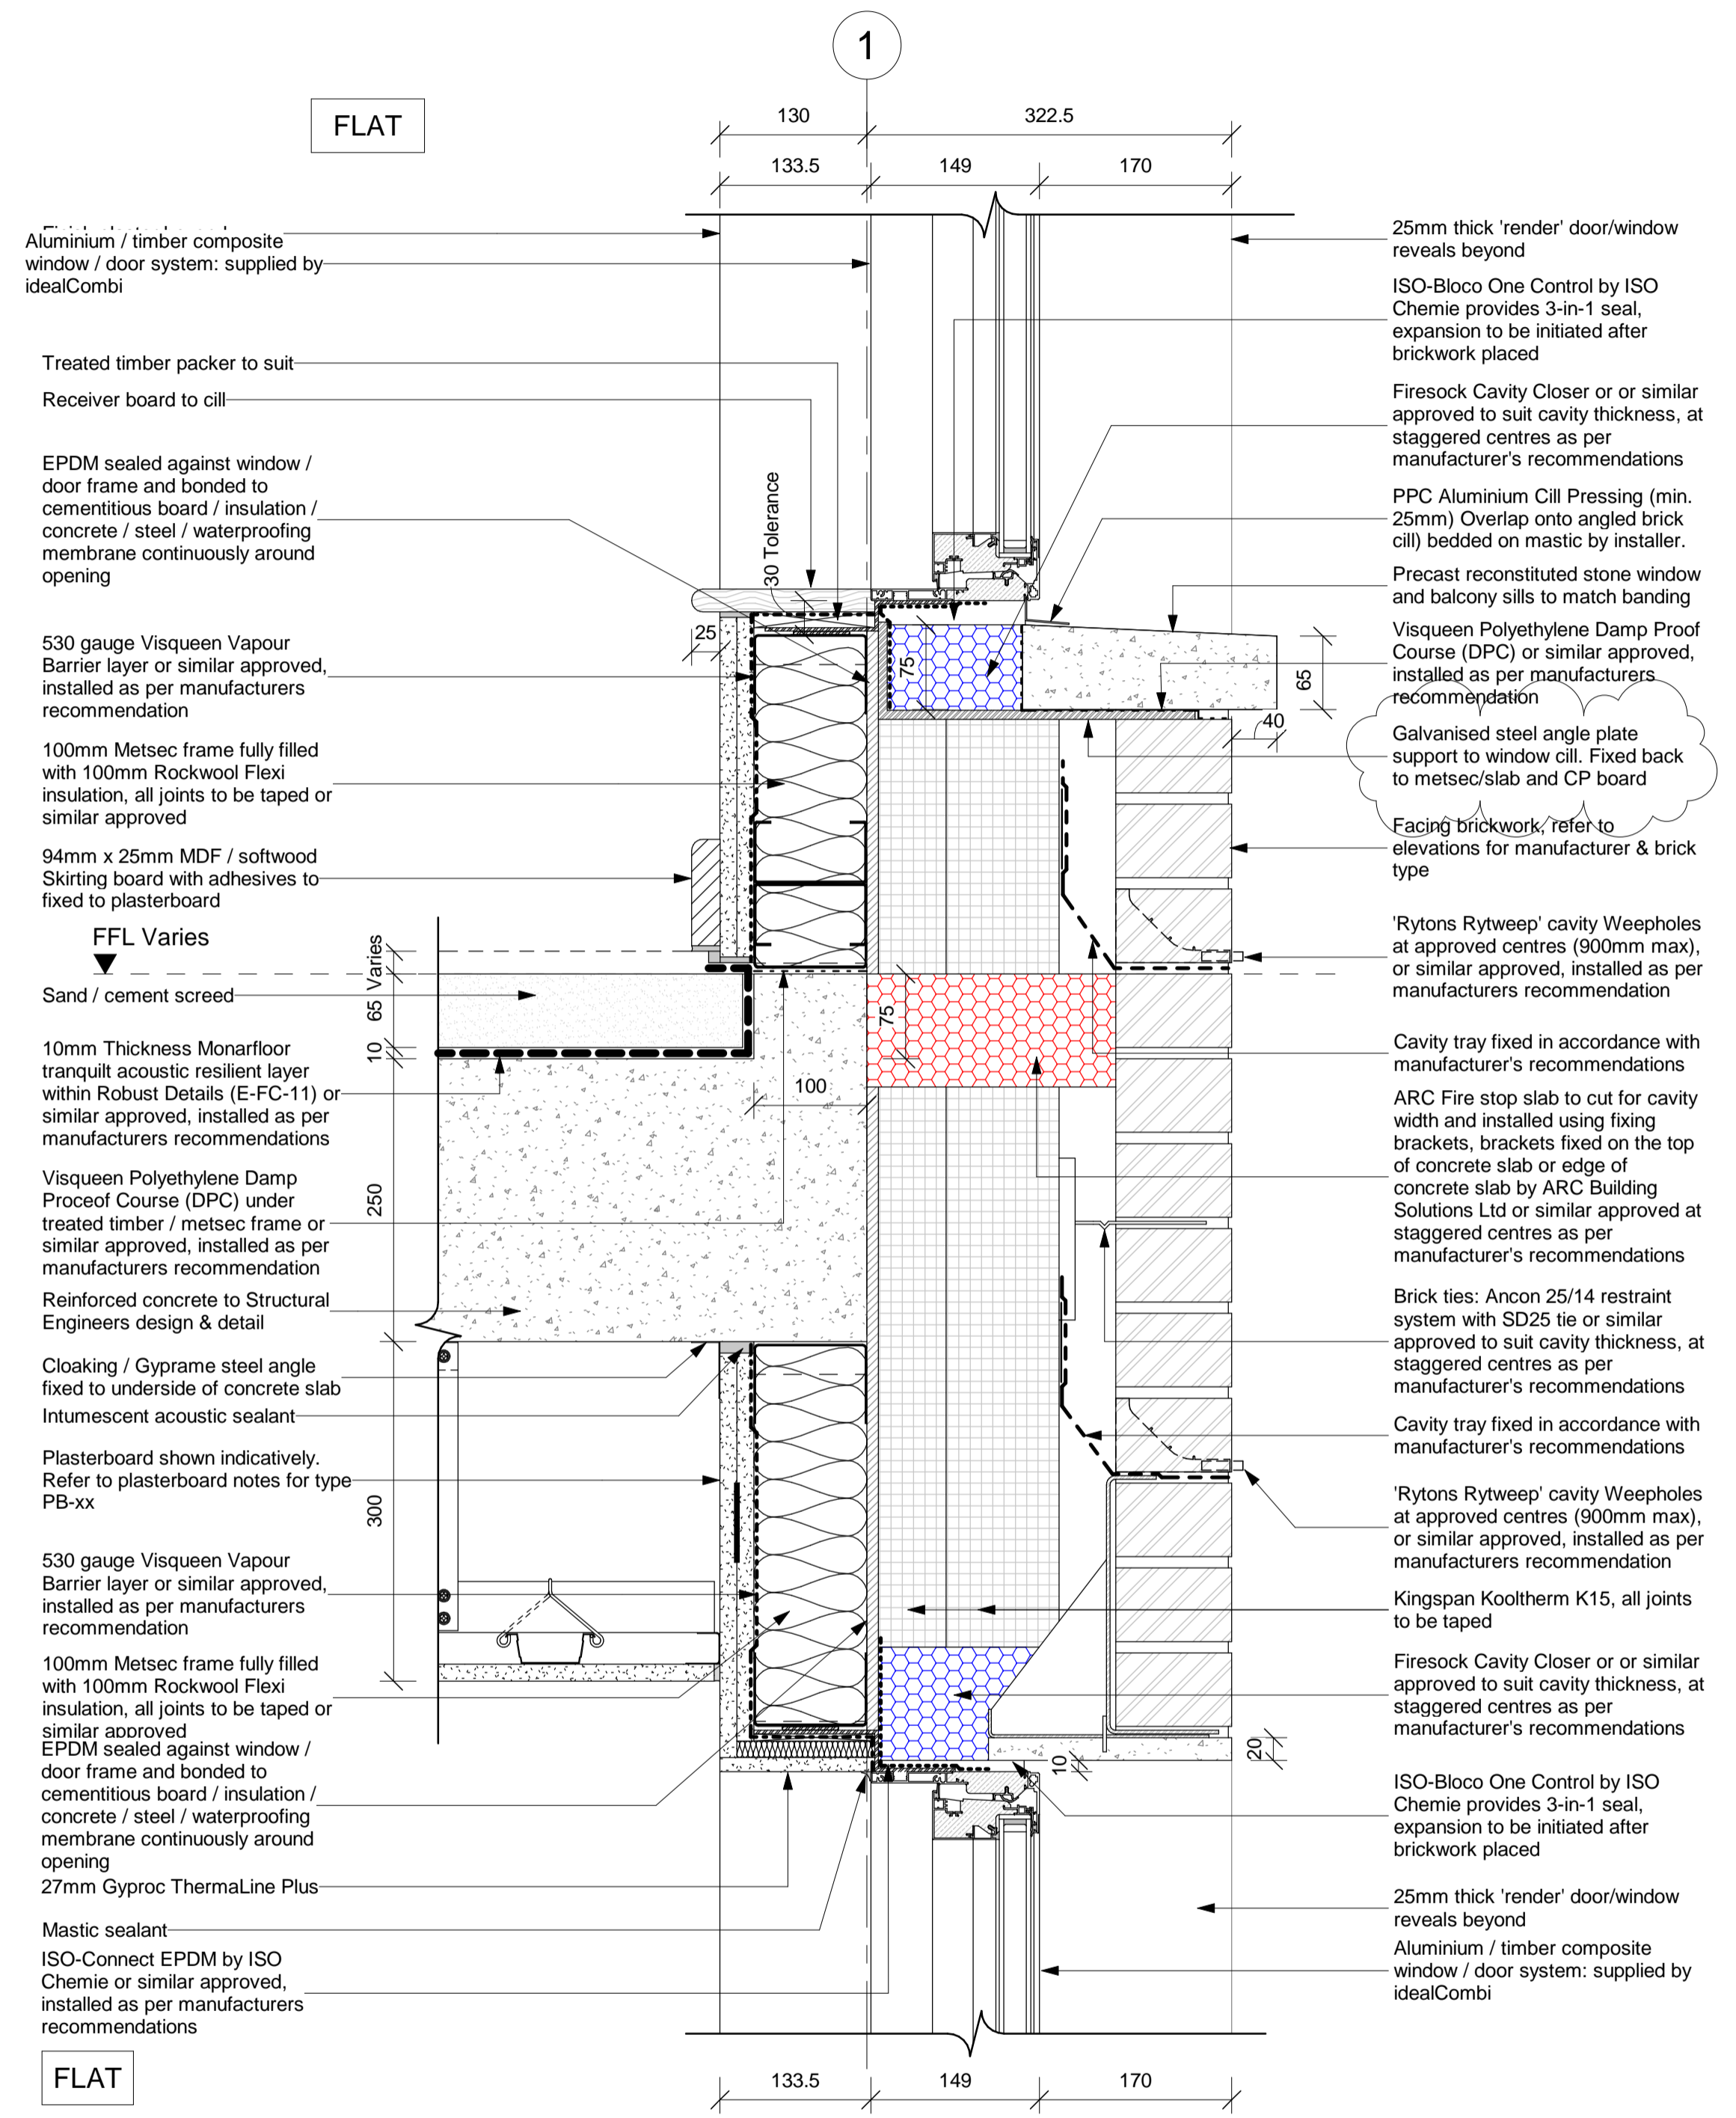 1
FLAT
130
322.5
133.5
149
170
Aluminium / timber composite
window / door system: supplied by
idealCombi
Treated timber packer to suit
Receiver board to cill
EPDM sealed against window /
door frame and bonded to
cementitious board / insulation /
concrete / steel / waterproofing
membrane continuously around
opening
530 gauge Visqueen Vapour
Barrier layer or similar approved,
installed as per manufacturers
recommendation
100mm Metsec frame fully filled
with 100mm Rockwool Flexi
insulation, all joints to be taped or
similar approved
94mm x 25mm MDF / softwood
Skirting board with adhesives to
fixed to plasterboard
FFL Varies
Sand / cement screed
10mm Thickness Monarfloor
tranquilt acoustic resilient layer
within Robust Details (E-FC-11) or
similar approved, installed as per
manufacturers recommendations
Visqueen Polyethylene Damp
Proceof Course (DPC) under
treated timber / metsec frame or
similar approved, installed as per
manufacturers recommendation
Reinforced concrete to Structural
Engineers design & detail
Cloaking / Gyprame steel angle
fixed to underside of concrete slab
Intumescent acoustic sealant
Plasterboard shown indicatively.
Refer to plasterboard notes for type
PB-xx
530 gauge Visqueen Vapour
Barrier layer or similar approved,
installed as per manufacturers
recommendation
100mm Metsec frame fully filled
with 100mm Rockwool Flexi
insulation, all joints to be taped or
similar approved
EPDM sealed against window /
door frame and bonded to
cementitious board / insulation /
concrete / steel / waterproofing
membrane continuously around
opening
27mm Gyproc ThermaLine Plus
Mastic sealant
ISO-Connect EPDM by ISO
Chemie or similar approved,
installed as per manufacturers
recommendations
FLAT
30 Tolerance
25
75
65
40
Varies
65
10
75
100
250
300
10
20
25mm thick 'render' door/window
reveals beyond
ISO-Bloco One Control by ISO
Chemie provides 3-in-1 seal,
expansion to be initiated after
brickwork placed
Firesock Cavity Closer or or similar
approved to suit cavity thickness, at
staggered centres as per
manufacturer's recommendations
PPC Aluminium Cill Pressing (min.
25mm) Overlap onto angled brick
cill) bedded on mastic by installer.
Precast reconstituted stone window
and balcony sills to match banding
Visqueen Polyethylene Damp Proof
Course (DPC) or similar approved,
installed as per manufacturers
recommendation
Galvanised steel angle plate
support to window cill. Fixed back
to metsec/slab and CP board
Facing brickwork, refer to
elevations for manufacturer & brick
type
'Rytons Rytweep' cavity Weepholes
at approved centres (900mm max),
or similar approved, installed as per
manufacturers recommendation
Cavity tray fixed in accordance with
manufacturer's recommendations
ARC Fire stop slab to cut for cavity
width and installed using fixing
brackets, brackets fixed on the top
of concrete slab or edge of
concrete slab by ARC Building
Solutions Ltd or similar approved at
staggered centres as per
manufacturer's recommendations
Brick ties: Ancon 25/14 restraint
system with SD25 tie or similar
approved to suit cavity thickness, at
staggered centres as per
manufacturer's recommendations
Cavity tray fixed in accordance with
manufacturer's recommendations
'Rytons Rytweep' cavity Weepholes
at approved centres (900mm max),
or similar approved, installed as per
manufacturers recommendation
Kingspan Kooltherm K15, all joints
to be taped
Firesock Cavity Closer or or similar
approved to suit cavity thickness, at
staggered centres as per
manufacturer's recommendations
ISO-Bloco One Control by ISO
Chemie provides 3-in-1 seal,
expansion to be initiated after
brickwork placed
25mm thick 'render' door/window
reveals beyond
Aluminium / timber composite
window / door system: supplied by
idealCombi
133.5
149
170